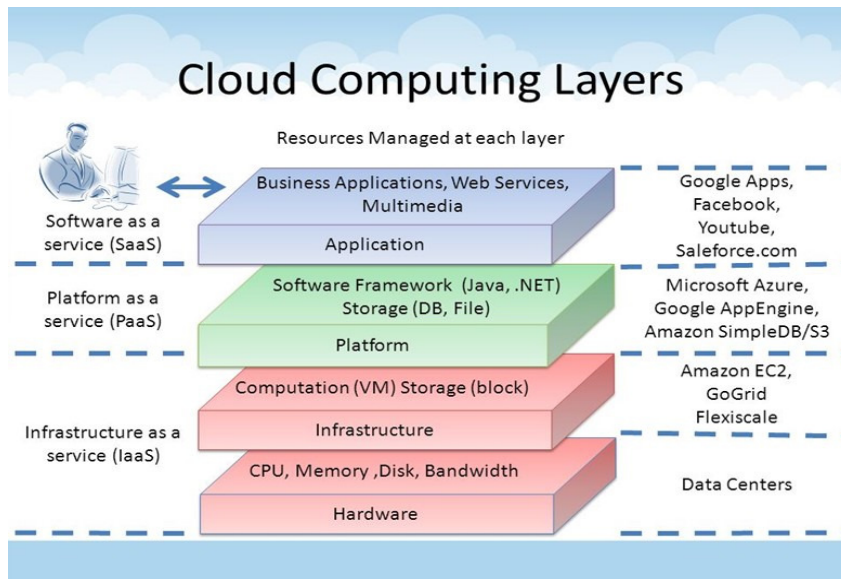 Cloud Computing Layers
Resources Managed at each layer
Business Applications, Web Services,
Multimedia
Application
Software as a
service (SaaS)
Google Apps,
Facebook,
Youtube,
Saleforce.com
Software Framework (Java, .NET)
Storage (DB, File)
Platform
Platform as a
service (PaaS)
Microsoft Azure,
Google AppEngine,
Amazon SimpleDB/S3
Computation (VM) Storage (block)
Infrastructure
Amazon EC2,
GoGrid
Flexiscale
Infrastructure as a
service (IaaS)
CPU, Memory ,Disk, Bandwidth
Hardware
Data Centers